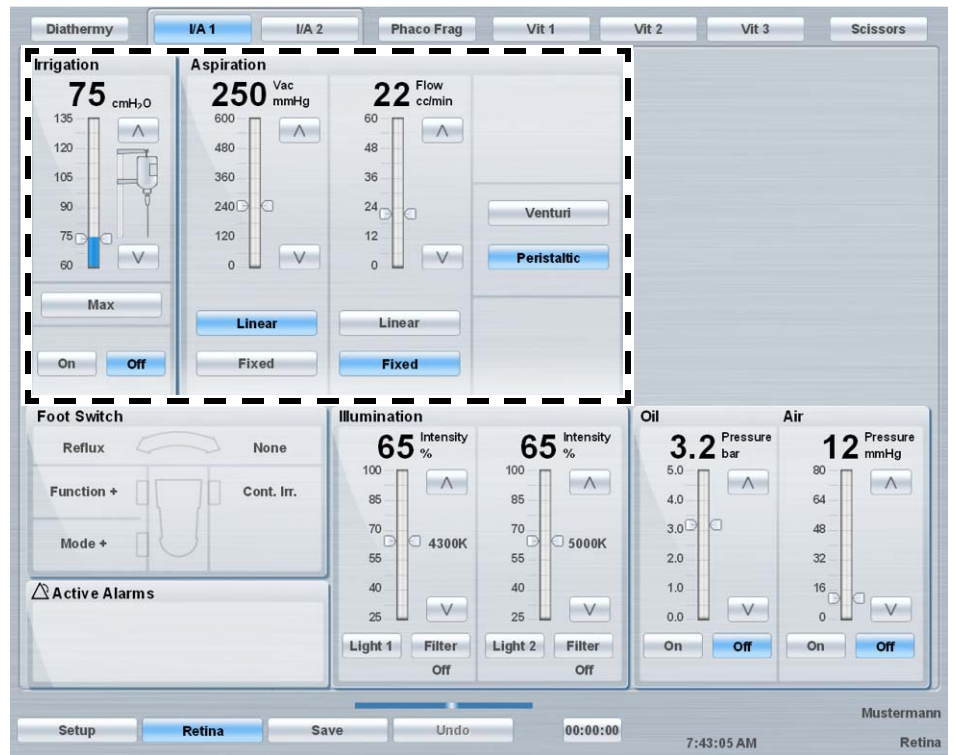 Diathermy I/A 1 I/A 2 Phaco Frag Vit 1 Vit 2 Vit 3 Scissors
Irrigation
75 cmH₂O
135
120
105
90
75
60
Max
On Off
Aspiration
250 Vac mmHg
600
480
360
240
120
0
Linear
Fixed
22 Flow cc/min
60
48
36
24
12
0
Linear
Fixed
Venturi
Peristaltic
Foot Switch
Reflux None
Function + Cont. Irr.
Mode +
Active Alarms
Illumination
65 Intensity %
100
85
70
4300K
55
40
25
Light 1 Filter
Off
65 Intensity %
100
85
70
5000K
55
40
25
Light 2 Filter
Off
Oil
3.2 Pressure bar
5.0
4.0
3.0
2.0
1.0
0.0
On Off
Air
12 Pressure mmHg
80
64
48
32
16
0
On Off
Mustermann
Setup Retina Save Undo 00:00:00
7:43:05 AM Retina